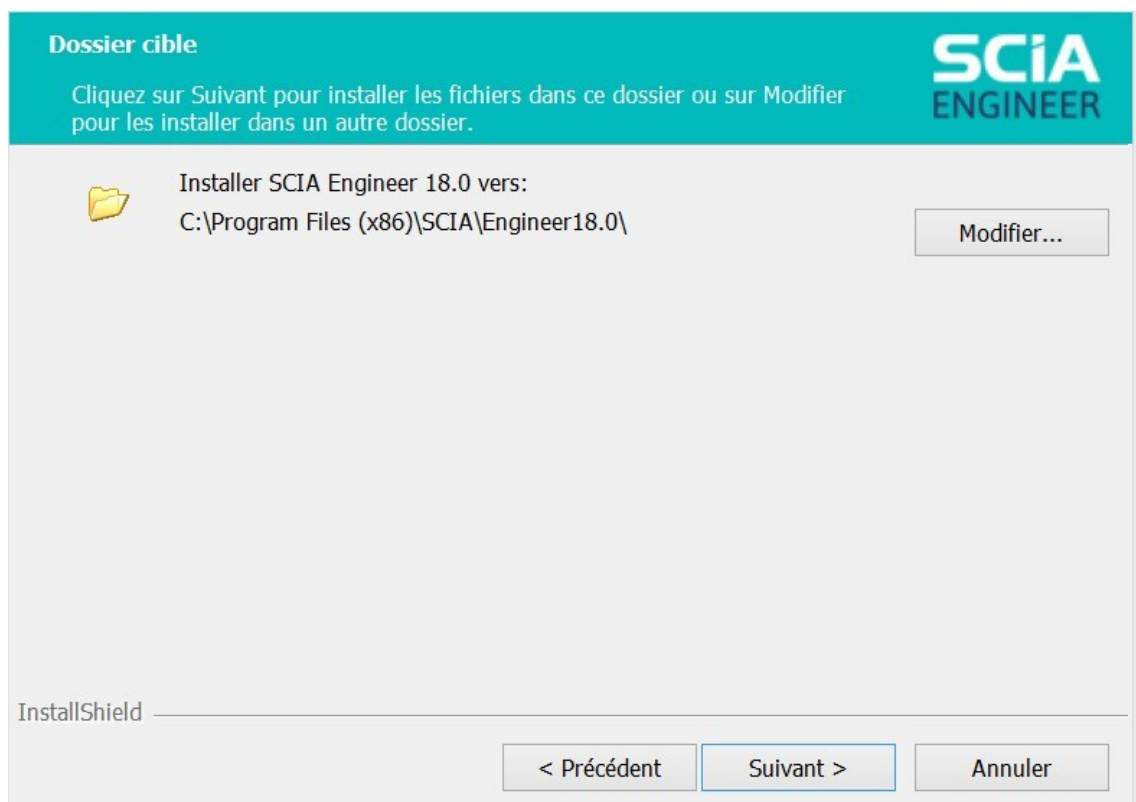 Dossier cible
Cliquez sur Suivant pour installer les fichiers dans ce dossier ou sur Modifier
pour les installer dans un autre dossier.
SCiA
ENGINEER
Installer SCIA Engineer 18.0 vers:
C:\Program Files (x86)\SCIA\Engineer18.0\
Modifier...
InstallShield
< Précédent
Suivant >
Annuler